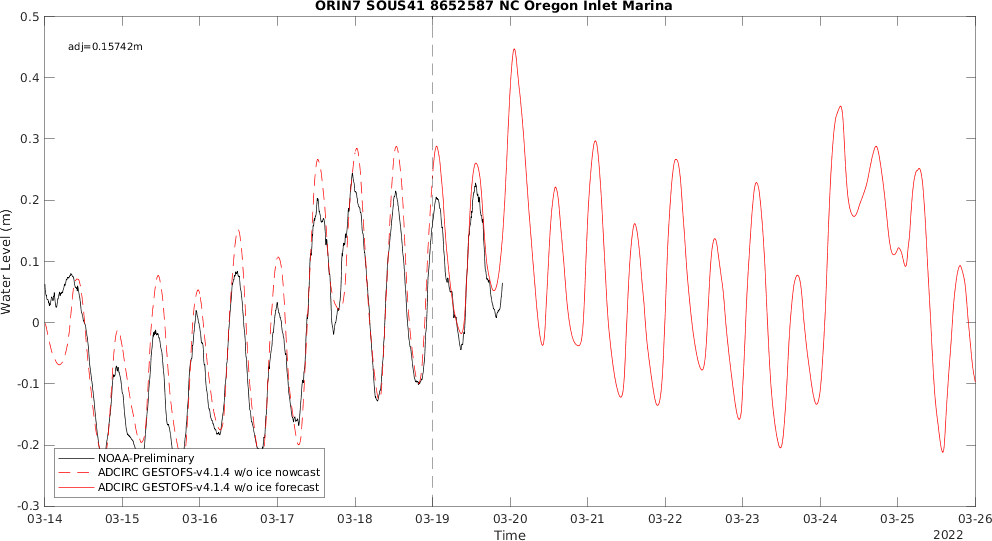 ORIN7 SOUS41 8652587 NC Oregon Inlet Marina
adj=0.15742m
0.5
0.4
0.3
0.2
0.1
0
-0.1
-0.2
-0.3
Water Level (m)
NOAA-Preliminary
ADCIRC GESTOFS-v4.1.4 w/o ice nowcast
ADCIRC GESTOFS-v4.1.4 w/o ice forecast
03-14 03-15 03-16 03-17 03-18 03-19 03-20 03-21 03-22 03-23 03-24 03-25 03-26
Time
2022